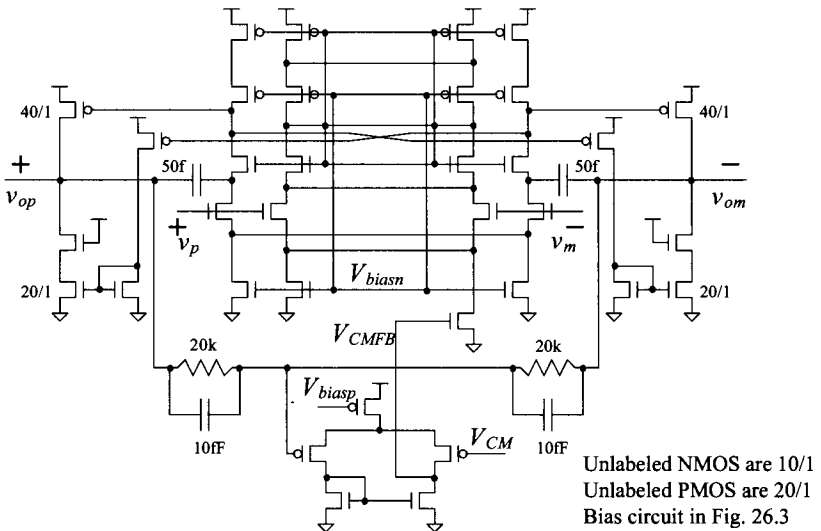 40/1
40/1
+
−
50f
50f
v_op
v_om
+
v_p
−
v_m
20/1
V_biasn
20/1
V_CMFB
20k
20k
V_biasp
10fF
V_CM
10fF
Unlabeled NMOS are 10/1
Unlabeled PMOS are 20/1
Bias circuit in Fig. 26.3